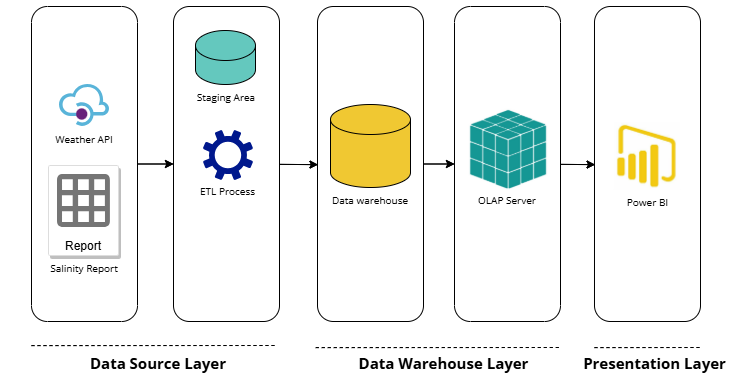 Weather API
Report
Salinity Report
Staging Area
ETL Process
Data warehouse
OLAP Server
Power BI
Data Source Layer
Data Warehouse Layer
Presentation Layer